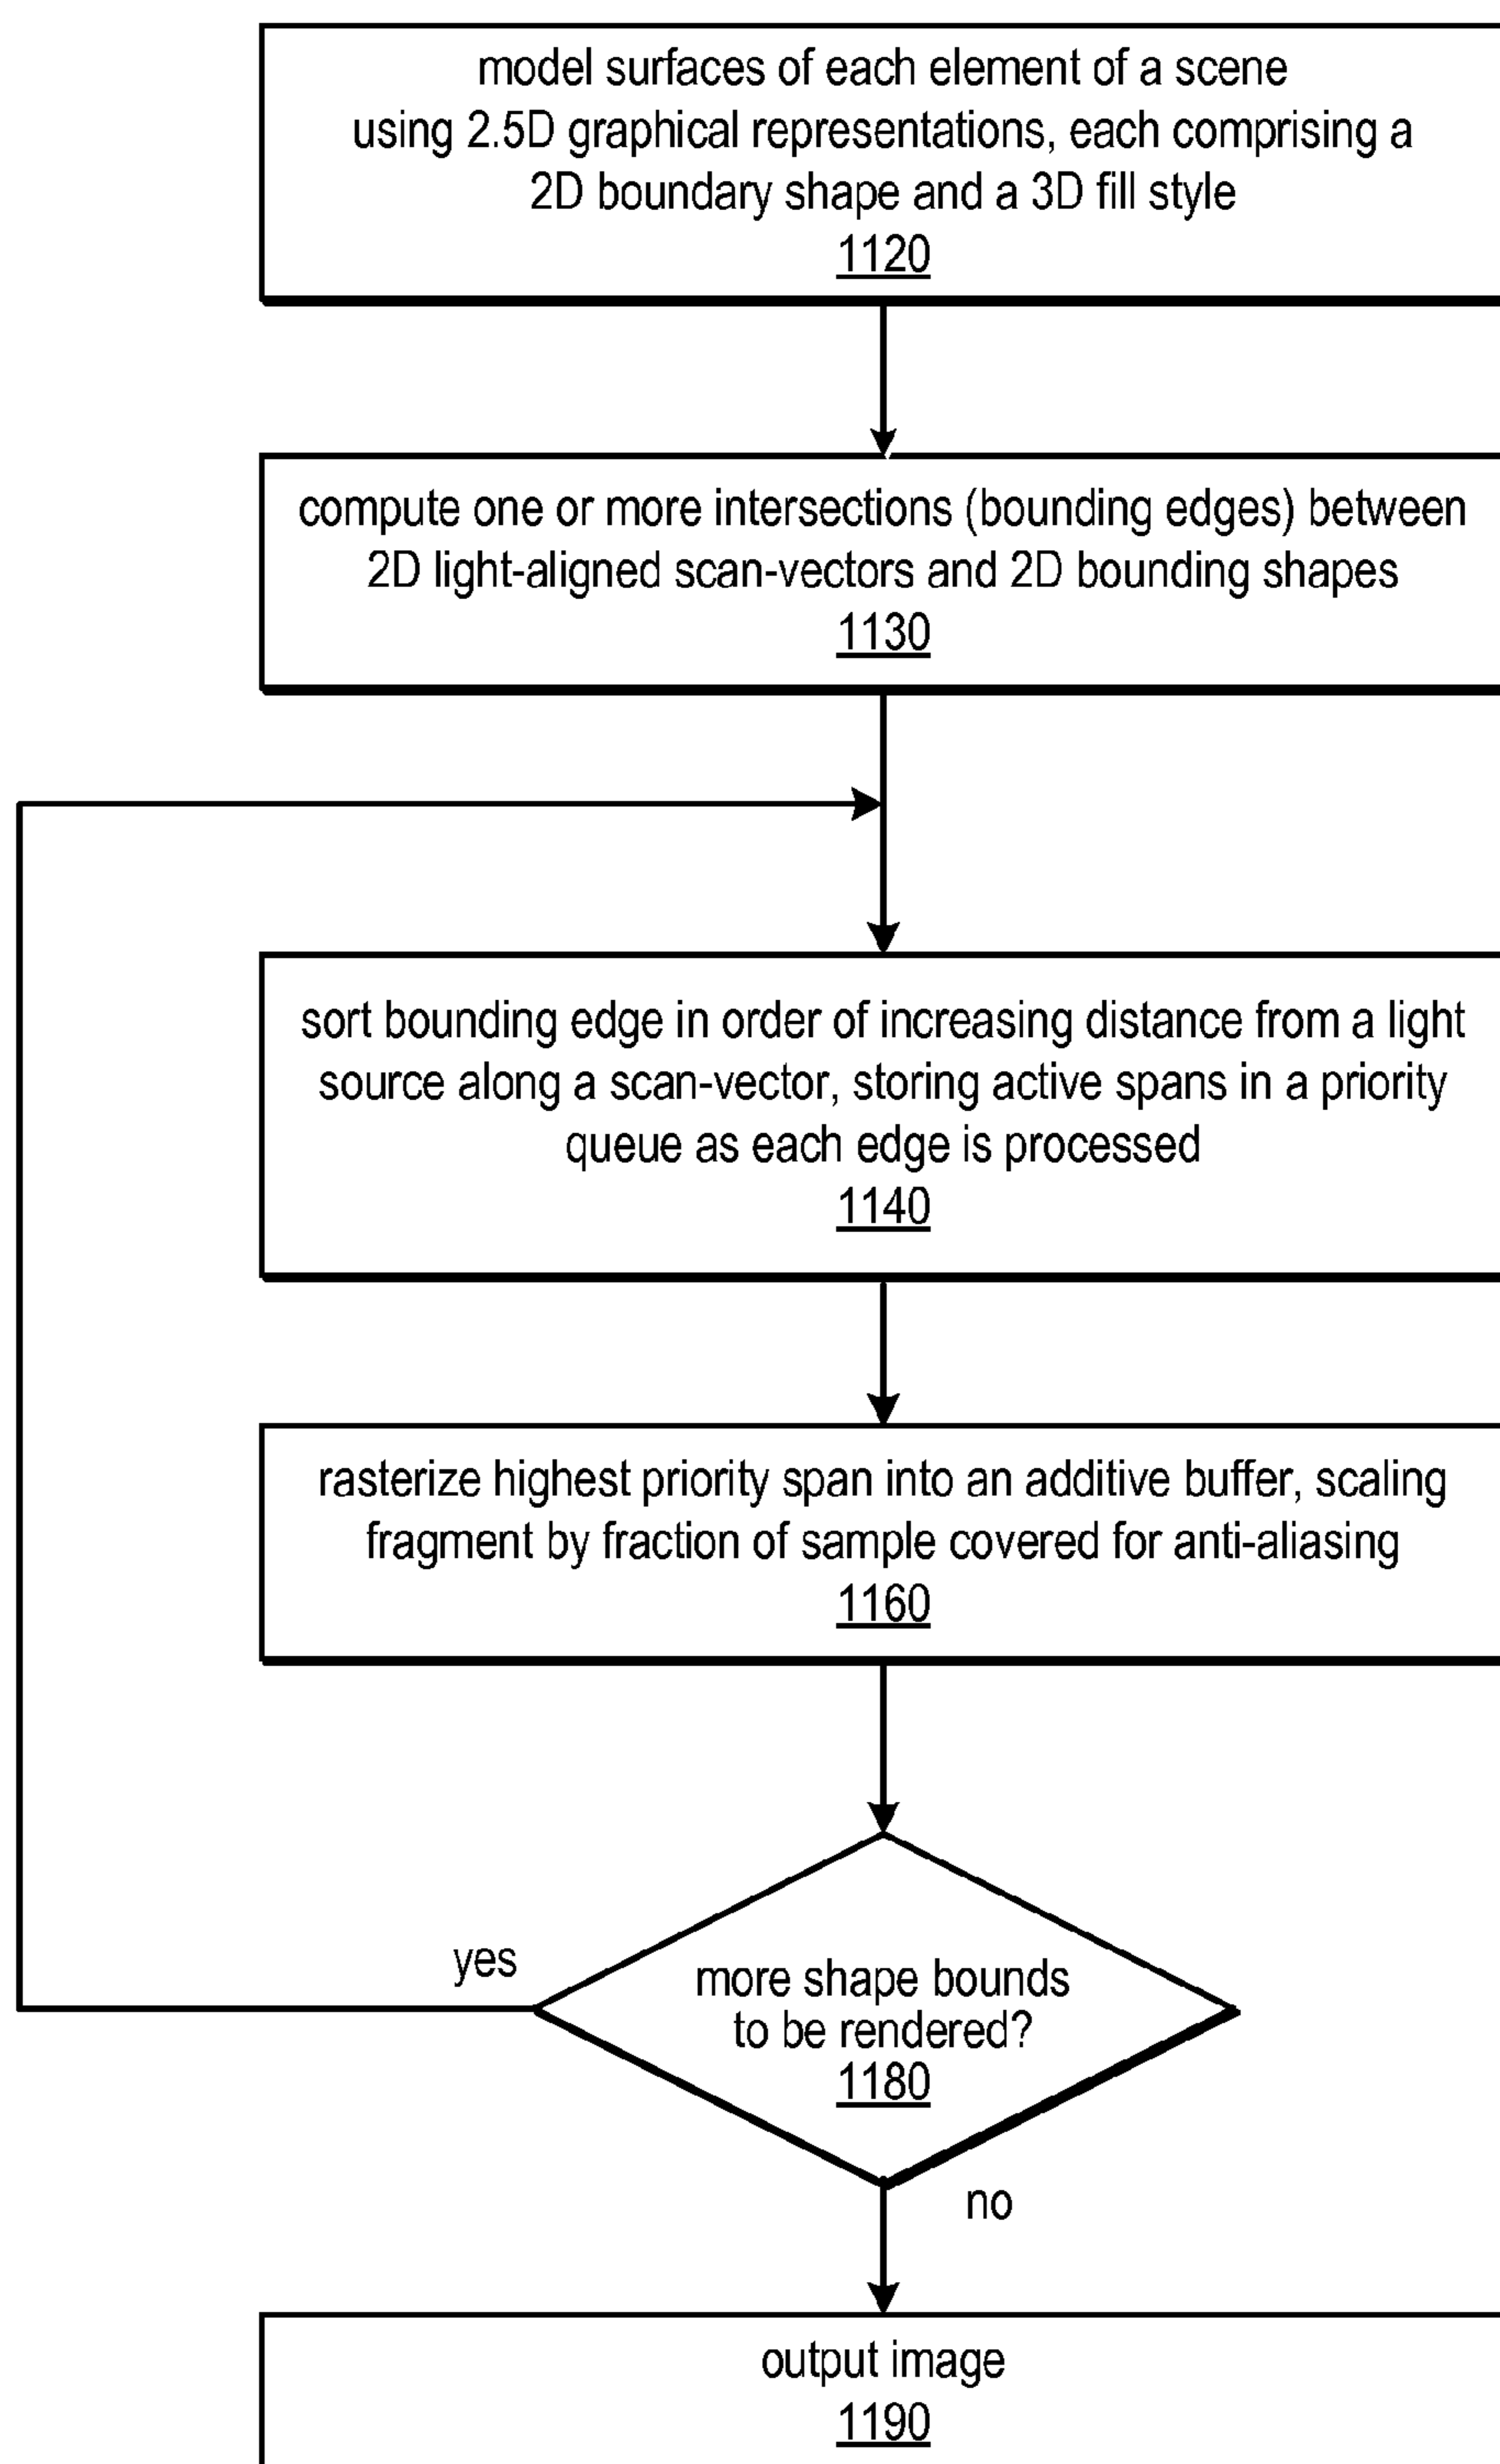 model surfaces of each element of a scene
using 2.5D graphical representations, each comprising a
2D boundary shape and a 3D fill style
1120
compute one or more intersections (bounding edges) between
2D light-aligned scan-vectors and 2D bounding shapes
1130
sort bounding edge in order of increasing distance from a light
source along a scan-vector, storing active spans in a priority
queue as each edge is processed
1140
rasterize highest priority span into an additive buffer, scaling
fragment by fraction of sample covered for anti-aliasing
1160
yes
more shape bounds
to be rendered?
1180
no
output image
1190